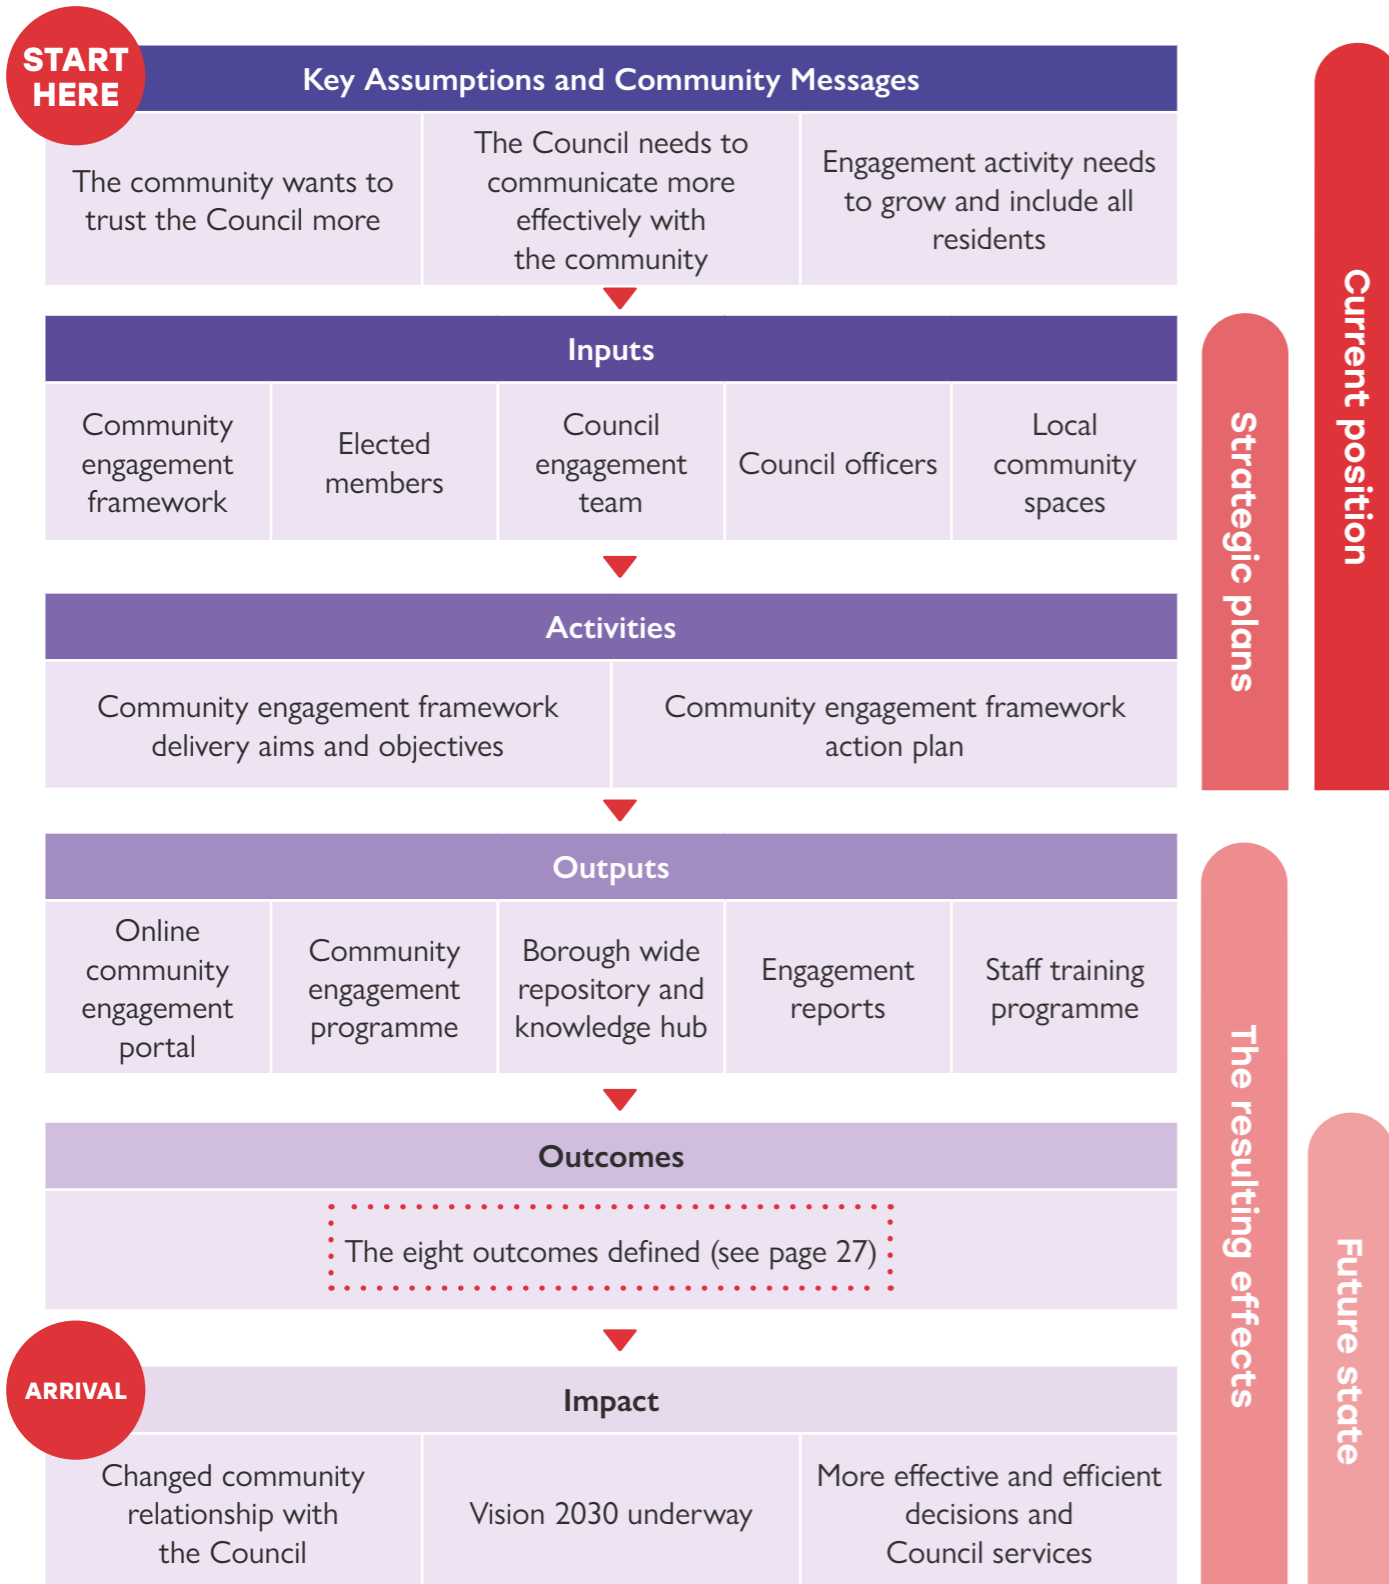 START
HERE
Key Assumptions and Community Messages
The community wants to
trust the Council more
The Council needs to
communicate more
effectively with
the community
Engagement activity needs
to grow and include all
residents
Inputs
Community
engagement
framework
Elected
members
Council
engagement
team
Council officers
Local
community
spaces
Activities
Community engagement framework
delivery aims and objectives
Community engagement framework
action plan
Outputs
Online
community
engagement
portal
Community
engagement
programme
Borough wide
repository and
knowledge hub
Engagement
reports
Staff training
programme
Outcomes
The eight outcomes defined (see page 27)
ARRIVAL
Impact
Changed community
relationship with
the Council
Vision 2030 underway
More effective and efficient
decisions and
Council services
Strategic plans
Current position
The resulting effects
Future state